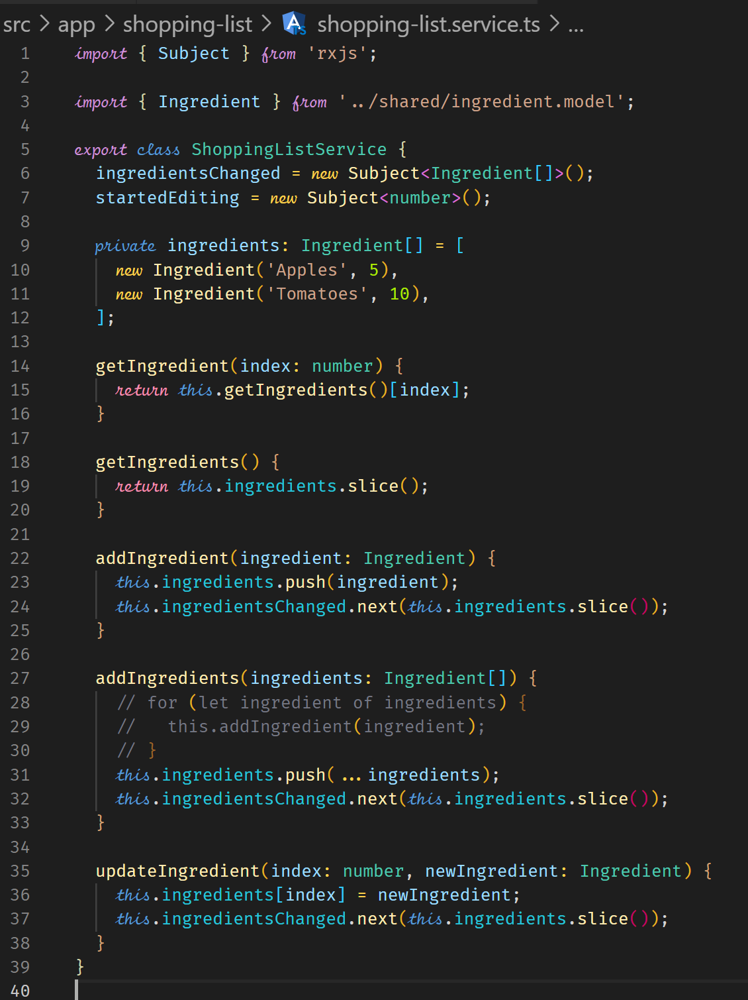 src > app > shopping-list > shopping-list.service.ts > ...
1 import { Subject } from 'rxjs';
2
3 import { Ingredient } from '../shared/ingredient.model';
4
5 export class ShoppingListService {
6   ingredientsChanged = new Subject<Ingredient[]>();
7   startedEditing = new Subject<number>();
8
9   private ingredients: Ingredient[] = [
10     new Ingredient('Apples', 5),
11     new Ingredient('Tomatoes', 10),
12   ];
13
14   getIngredient(index: number) {
15     return this.getIngredients()[index];
16   }
17
18   getIngredients() {
19     return this.ingredients.slice();
20   }
21
22   addIngredient(ingredient: Ingredient) {
23     this.ingredients.push(ingredient);
24     this.ingredientsChanged.next(this.ingredients.slice());
25   }
26
27   addIngredients(ingredients: Ingredient[]) {
28     // for (let ingredient of ingredients) {
29     //   this.addIngredient(ingredient);
30     // }
31     this.ingredients.push(...ingredients);
32     this.ingredientsChanged.next(this.ingredients.slice());
33   }
34
35   updateIngredient(index: number, newIngredient: Ingredient) {
36     this.ingredients[index] = newIngredient;
37     this.ingredientsChanged.next(this.ingredients.slice());
38   }
39 }
40